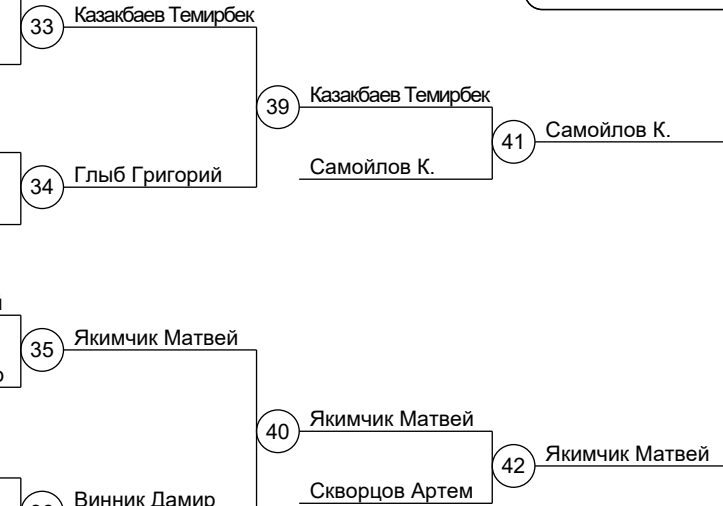 33
Казакбаев Темирбек
39
Казакбаев Темирбек
41
Самойлов К.
Самойлов К.
34
Глыб Григорий
35
Якимчик Матвей
40
Якимчик Матвей
42
Якимчик Матвей
Скворцов Артем
Винник Дамир